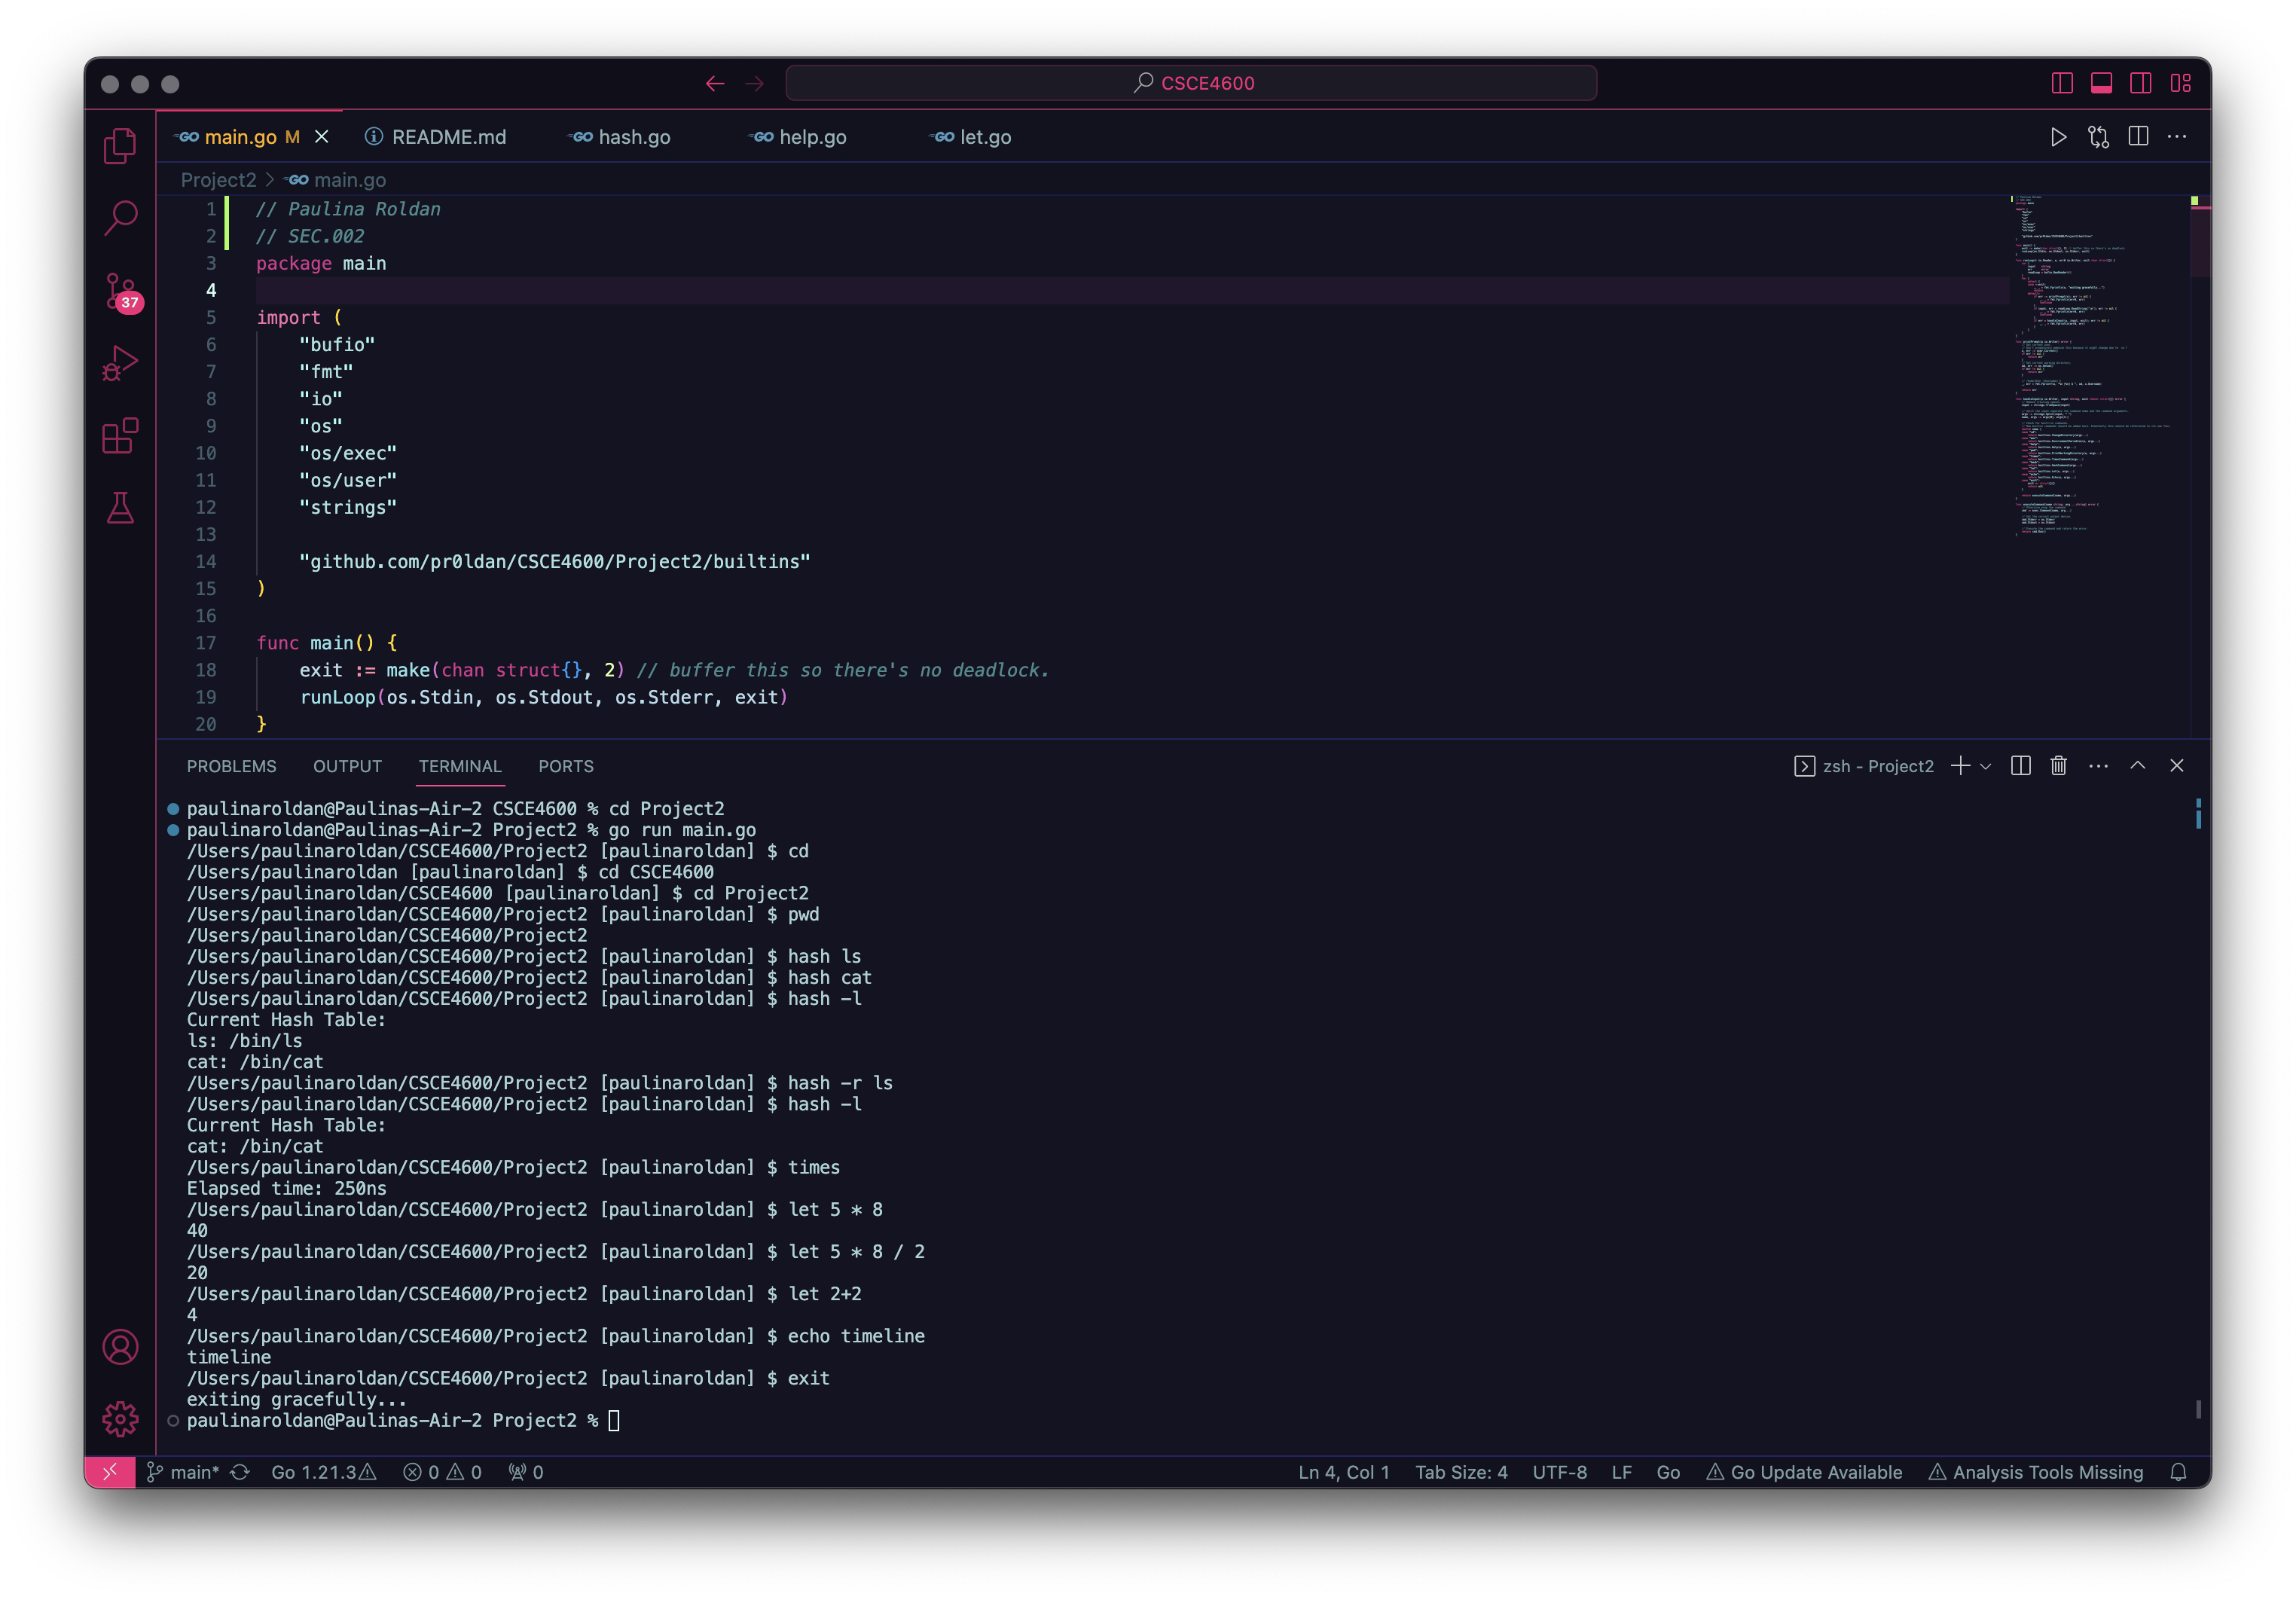 CSCE4600
GO main.go M
README.md
GO hash.go
GO help.go
GO let.go
Project2 > GO main.go
1 // Paulina Roldan
2 // SEC.002
3 package main
4
5 import (
6 "bufio"
7 "fmt"
8 "io"
9 "os"
10 "os/exec"
11 "os/user"
12 "strings"
13
14 "github.com/pr0ldan/CSCE4600/Project2/builtins"
15 )
16
17 func main() {
18 exit := make(chan struct{}, 2) // buffer this so there's no deadlock.
19 runLoop(os.Stdin, os.Stdout, os.Stderr, exit)
20 }
37
PROBLEMS OUTPUT TERMINAL PORTS
zsh - Project2
paulinaroldan@Paulinas-Air-2 CSCE4600 % cd Project2
paulinaroldan@Paulinas-Air-2 Project2 % go run main.go
/Users/paulinaroldan/CSCE4600/Project2 [paulinaroldan] $ cd
/Users/paulinaroldan [paulinaroldan] $ cd CSCE4600
/Users/paulinaroldan/CSCE4600 [paulinaroldan] $ cd Project2
/Users/paulinaroldan/CSCE4600/Project2 [paulinaroldan] $ pwd
/Users/paulinaroldan/CSCE4600/Project2
/Users/paulinaroldan/CSCE4600/Project2 [paulinaroldan] $ hash ls
/Users/paulinaroldan/CSCE4600/Project2 [paulinaroldan] $ hash cat
/Users/paulinaroldan/CSCE4600/Project2 [paulinaroldan] $ hash -l
Current Hash Table:
ls: /bin/ls
cat: /bin/cat
/Users/paulinaroldan/CSCE4600/Project2 [paulinaroldan] $ hash -r ls
/Users/paulinaroldan/CSCE4600/Project2 [paulinaroldan] $ hash -l
Current Hash Table:
cat: /bin/cat
/Users/paulinaroldan/CSCE4600/Project2 [paulinaroldan] $ times
Elapsed time: 250ns
/Users/paulinaroldan/CSCE4600/Project2 [paulinaroldan] $ let 5 * 8
40
/Users/paulinaroldan/CSCE4600/Project2 [paulinaroldan] $ let 5 * 8 / 2
20
/Users/paulinaroldan/CSCE4600/Project2 [paulinaroldan] $ let 2+2
4
/Users/paulinaroldan/CSCE4600/Project2 [paulinaroldan] $ echo timeline
timeline
/Users/paulinaroldan/CSCE4600/Project2 [paulinaroldan] $ exit
exiting gracefully...
paulinaroldan@Paulinas-Air-2 Project2 %
main* Go 1.21.3 0 0 0
Ln 4, Col 1 Tab Size: 4 UTF-8 LF Go Go Update Available Analysis Tools Missing